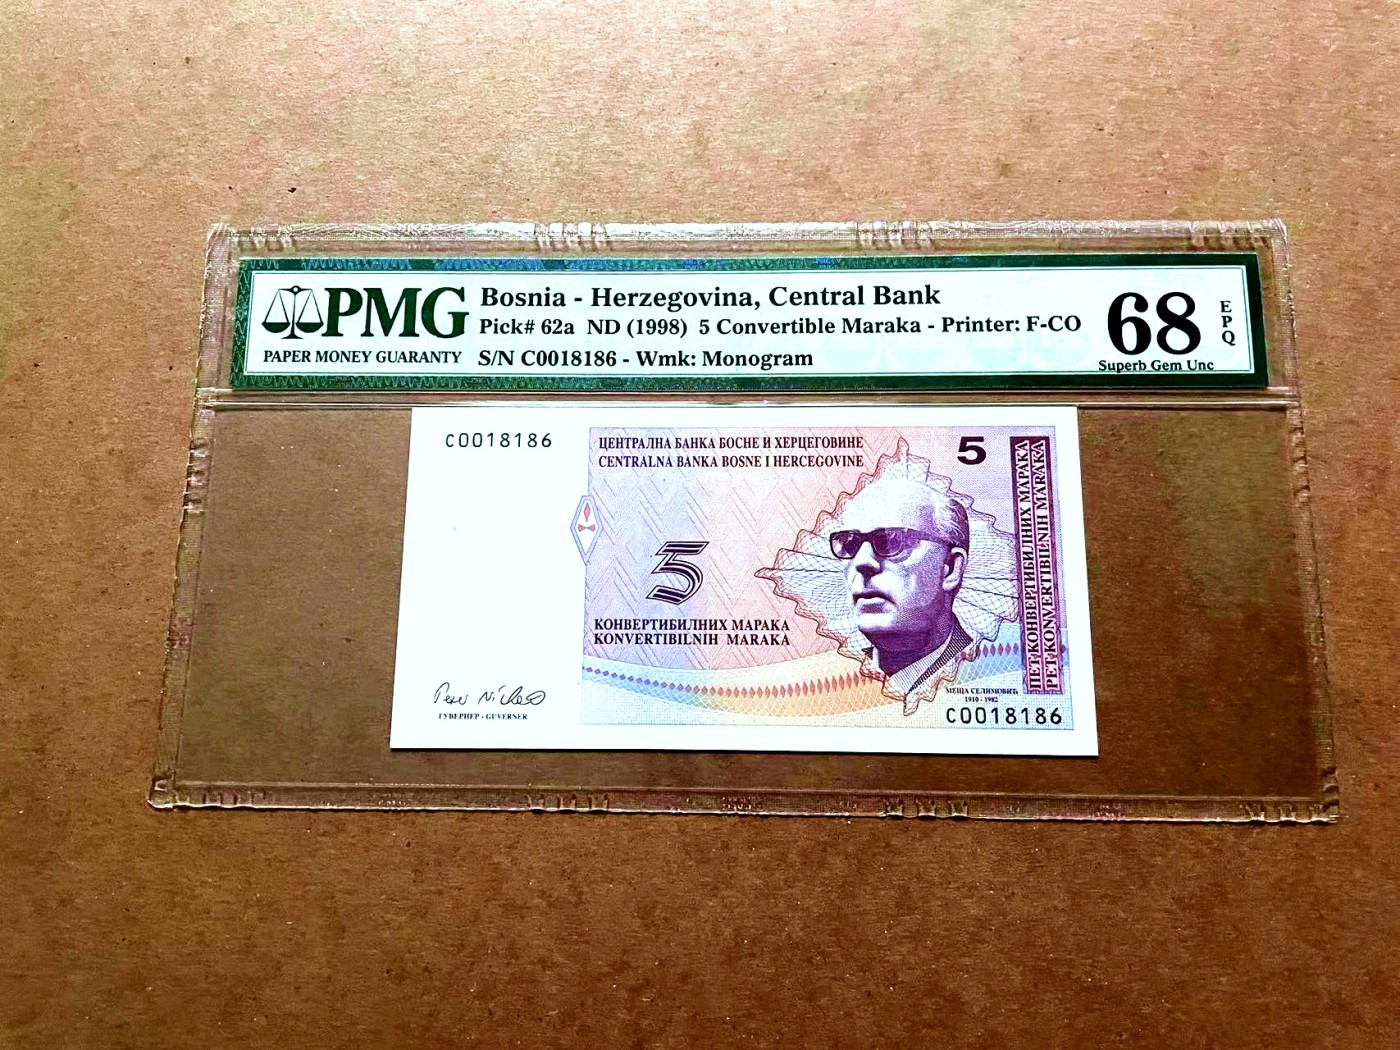 PMG
PAPER MONEY GUARANTY
Bosnia - Herzegovina, Central Bank
Pick# 62a ND (1998) 5 Convertible Maraka - Printer: F-CO
S/N C0018186 - Wmk: Monogram
68
EPQ
Superb Gem Unc
C0018186
ЦЕНТРАЛНА БАНКА БОСНЕ И ХЕРЦЕГОВИНЕ
CENTRALNA BANKA BOSNE I HERCEGOVINE
5
5
КОНВЕРТИБИЛНИХ МАРАКА
KONVERTIBILNIH MARAKA
ПЕТ КОНВЕРТИБИЛНИХ МАРАКА
PET KONVERTIBILNIH MARAKA
МЕША СЕЛИМОВИЋ
1910 - 1982
C0018186
ГУВЕРНЕР - GUVERNER